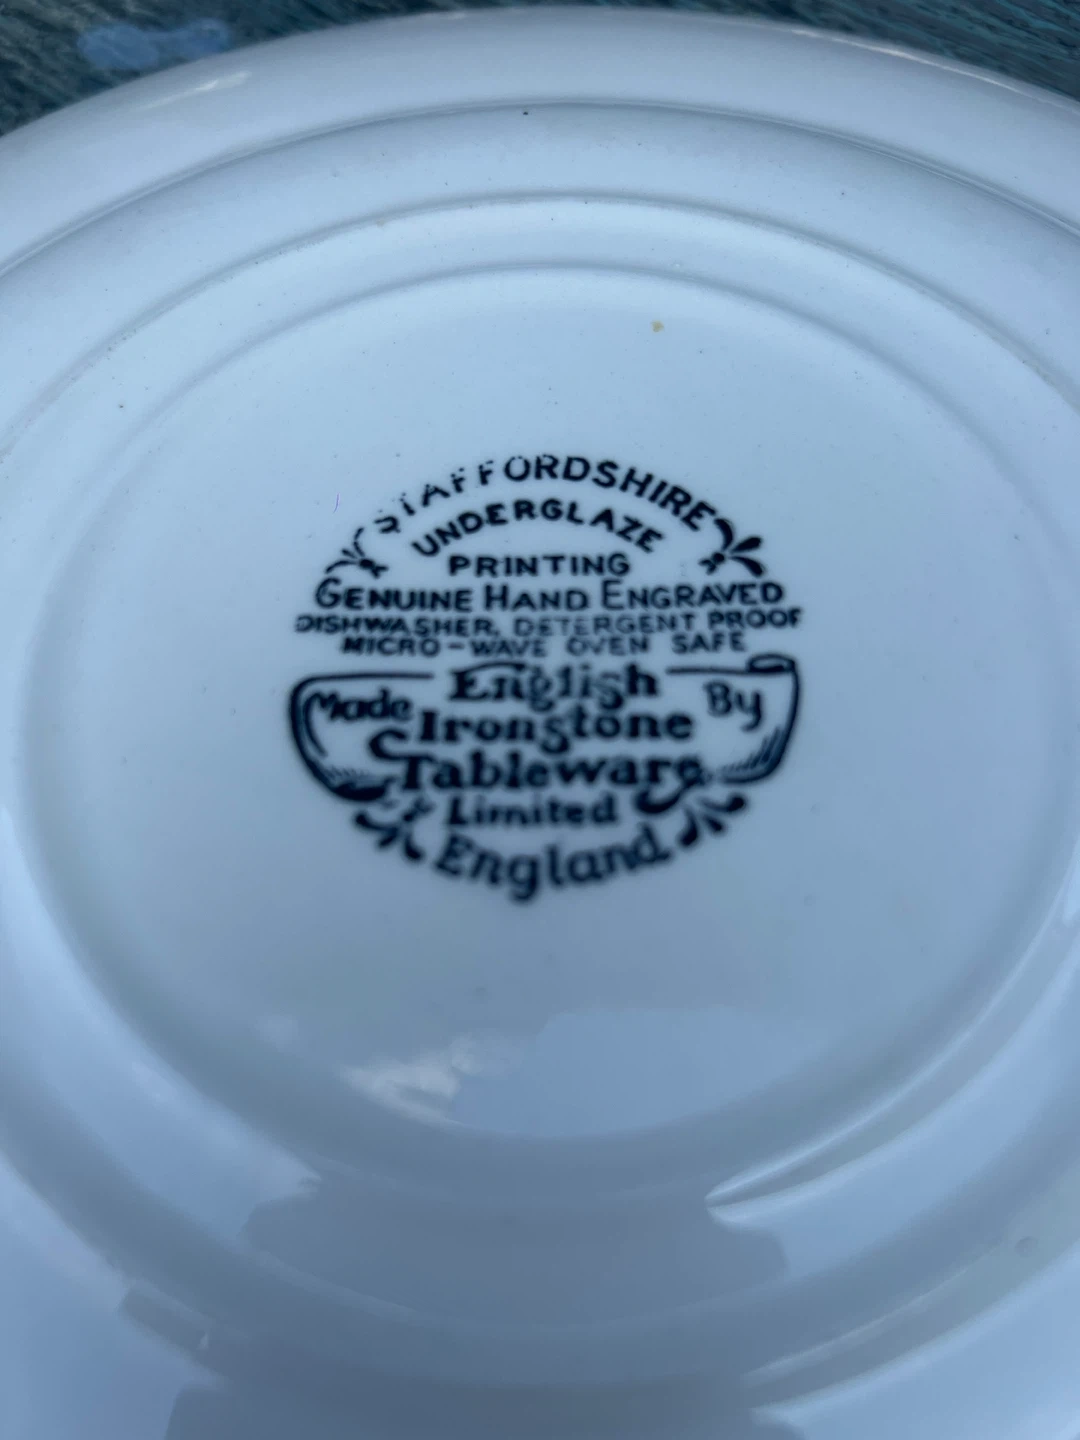 STAFFORDSHIRE
UNDERGLAZE
PRINTING
GENUINE HAND ENGRAVED
DISHWASHER, DETERGENT PROOF
MICRO-WAVE OVEN SAFE
Made English By
Ironstone
Tableware
Limited
England